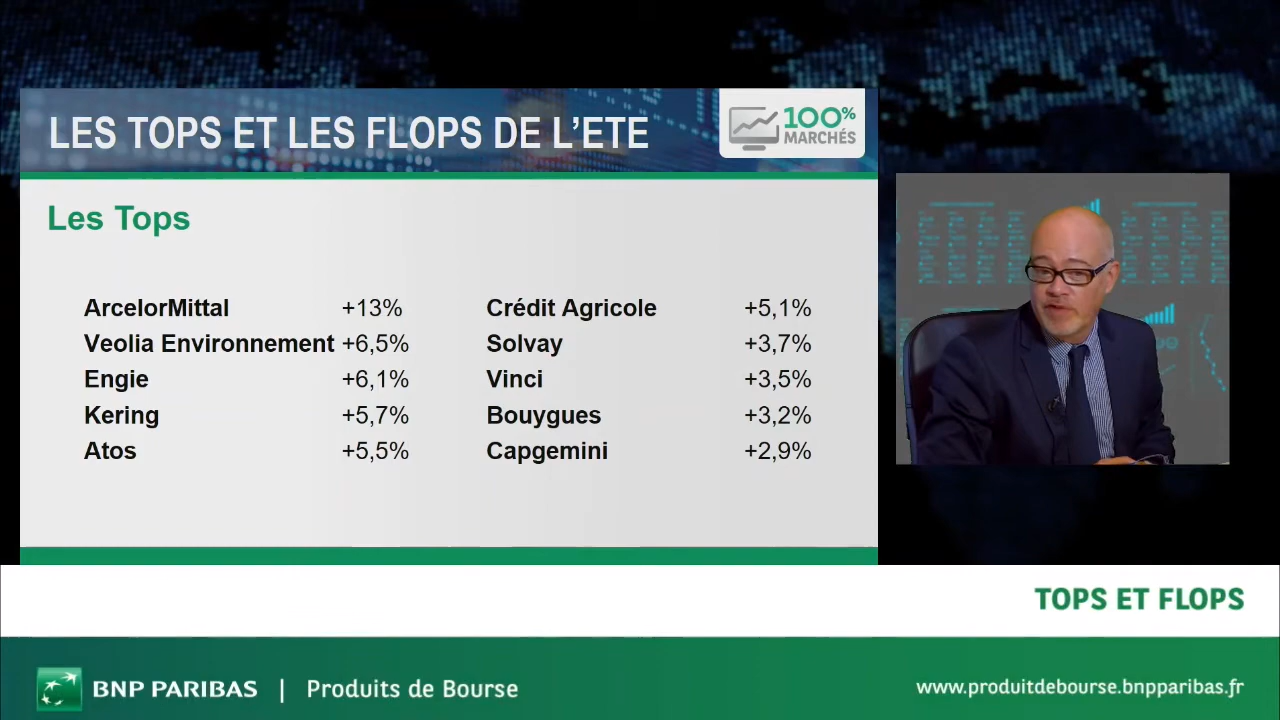 LES TOPS ET LES FLOPS DE L'ETE
100%
MARCHÉS
Les Tops
ArcelorMittal +13%
Veolia Environnement +6,5%
Engie +6,1%
Kering +5,7%
Atos +5,5%
Crédit Agricole +5,1%
Solvay +3,7%
Vinci +3,5%
Bouygues +3,2%
Capgemini +2,9%
TOPS ET FLOPS
BNP PARIBAS | Produits de Bourse
www.produitdebourse.bnpparibas.fr